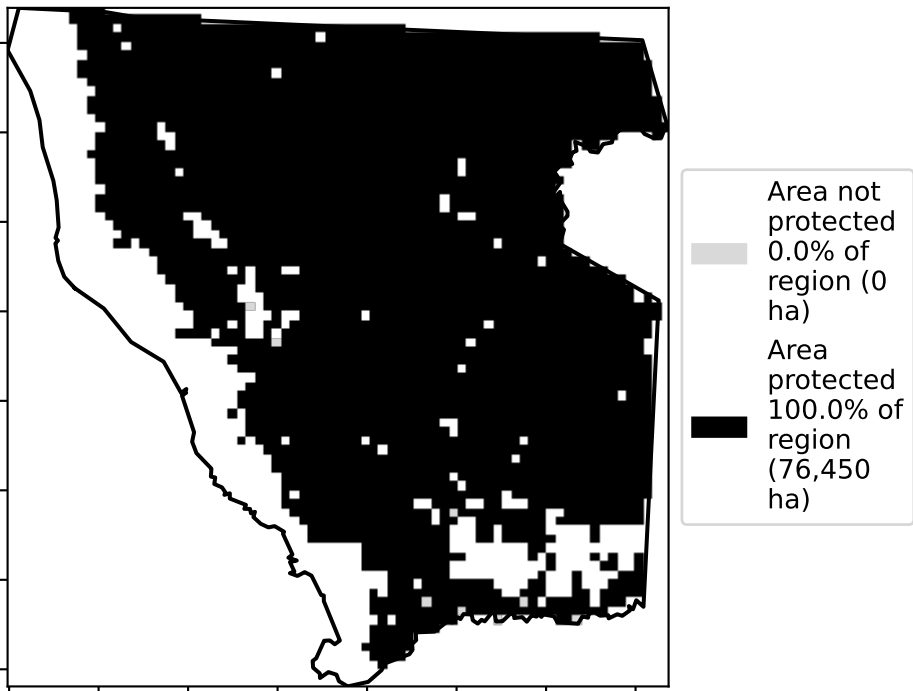 Area not
protected
0.0% of
region (0
ha)
Area
protected
100.0% of
region
(76,450
ha)